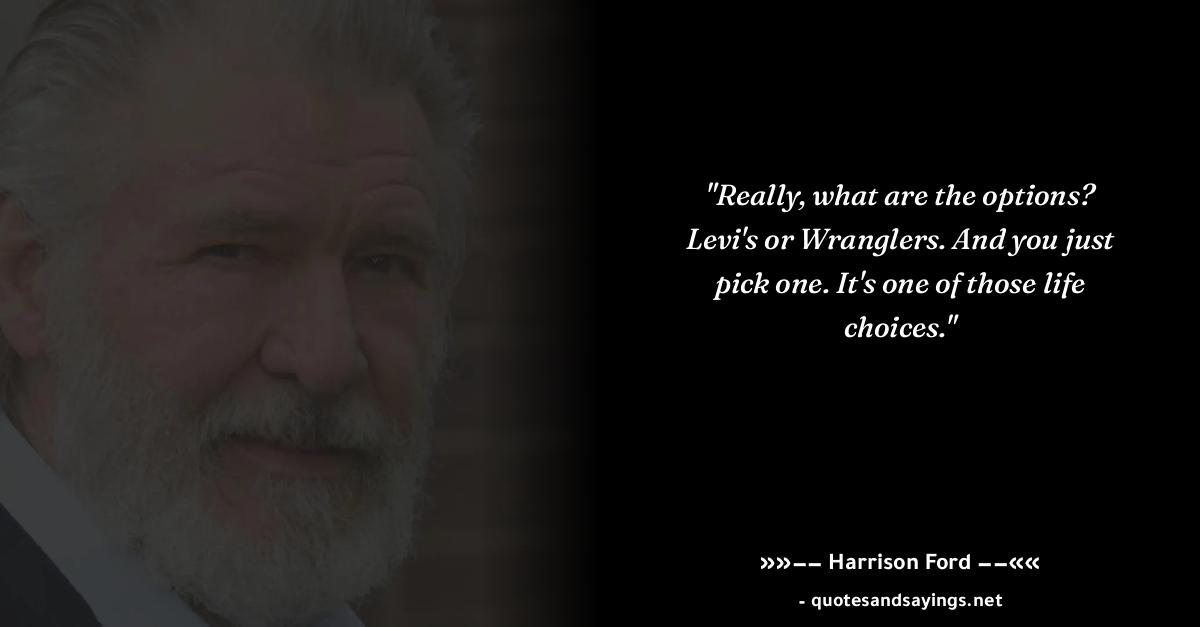 "Really, what are the options?
Levi's or Wranglers. And you just
pick one. It's one of those life
choices."
»»−− Harrison Ford −−««
- quotesandsayings.net